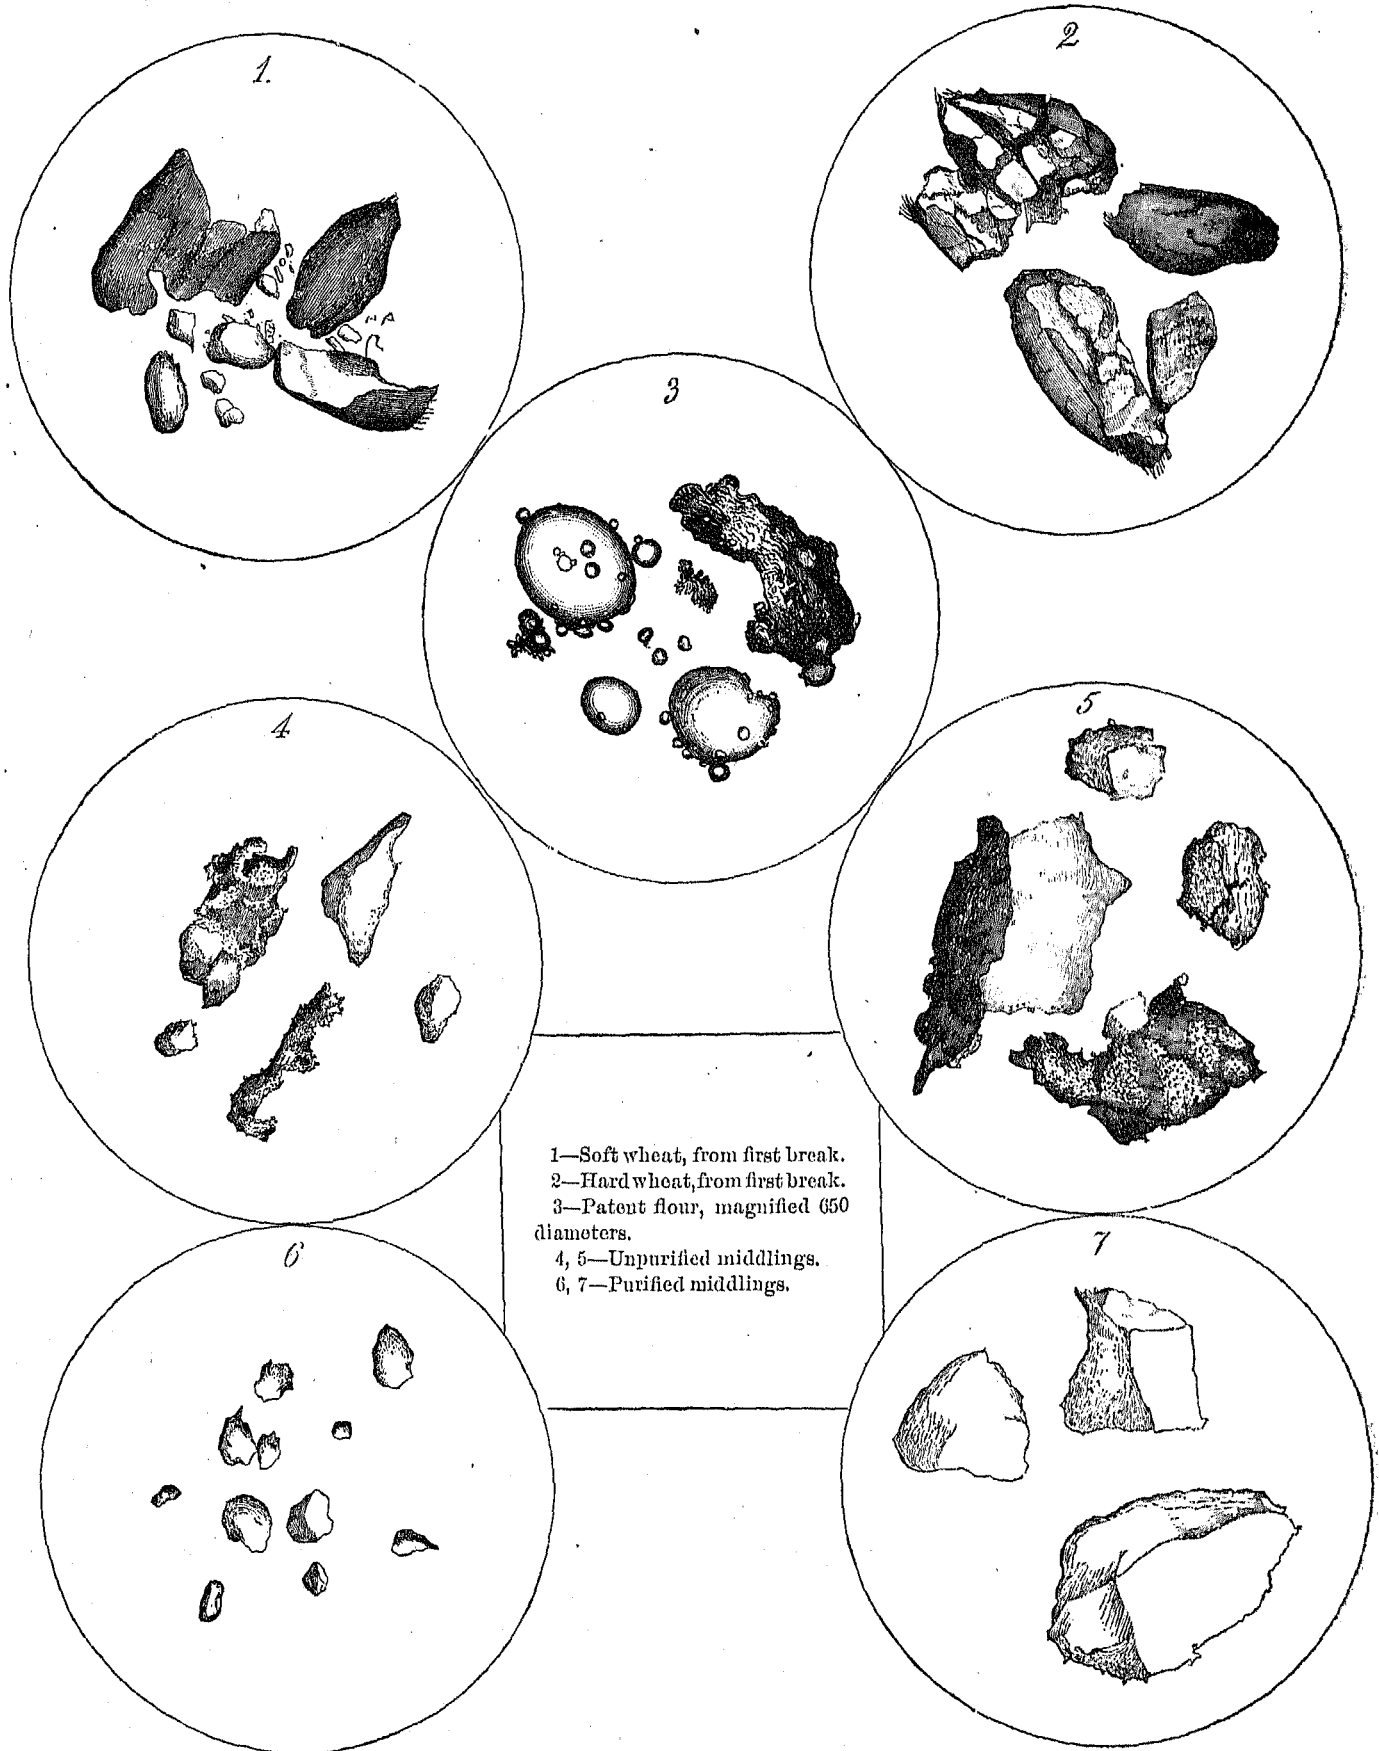 1.
2
3
4
5
1—Soft wheat, from first break.
2—Hard wheat, from first break.
3—Patent flour, magnified 650
diameters.
4, 5—Unpurified middlings.
6, 7—Purified middlings.
6
7